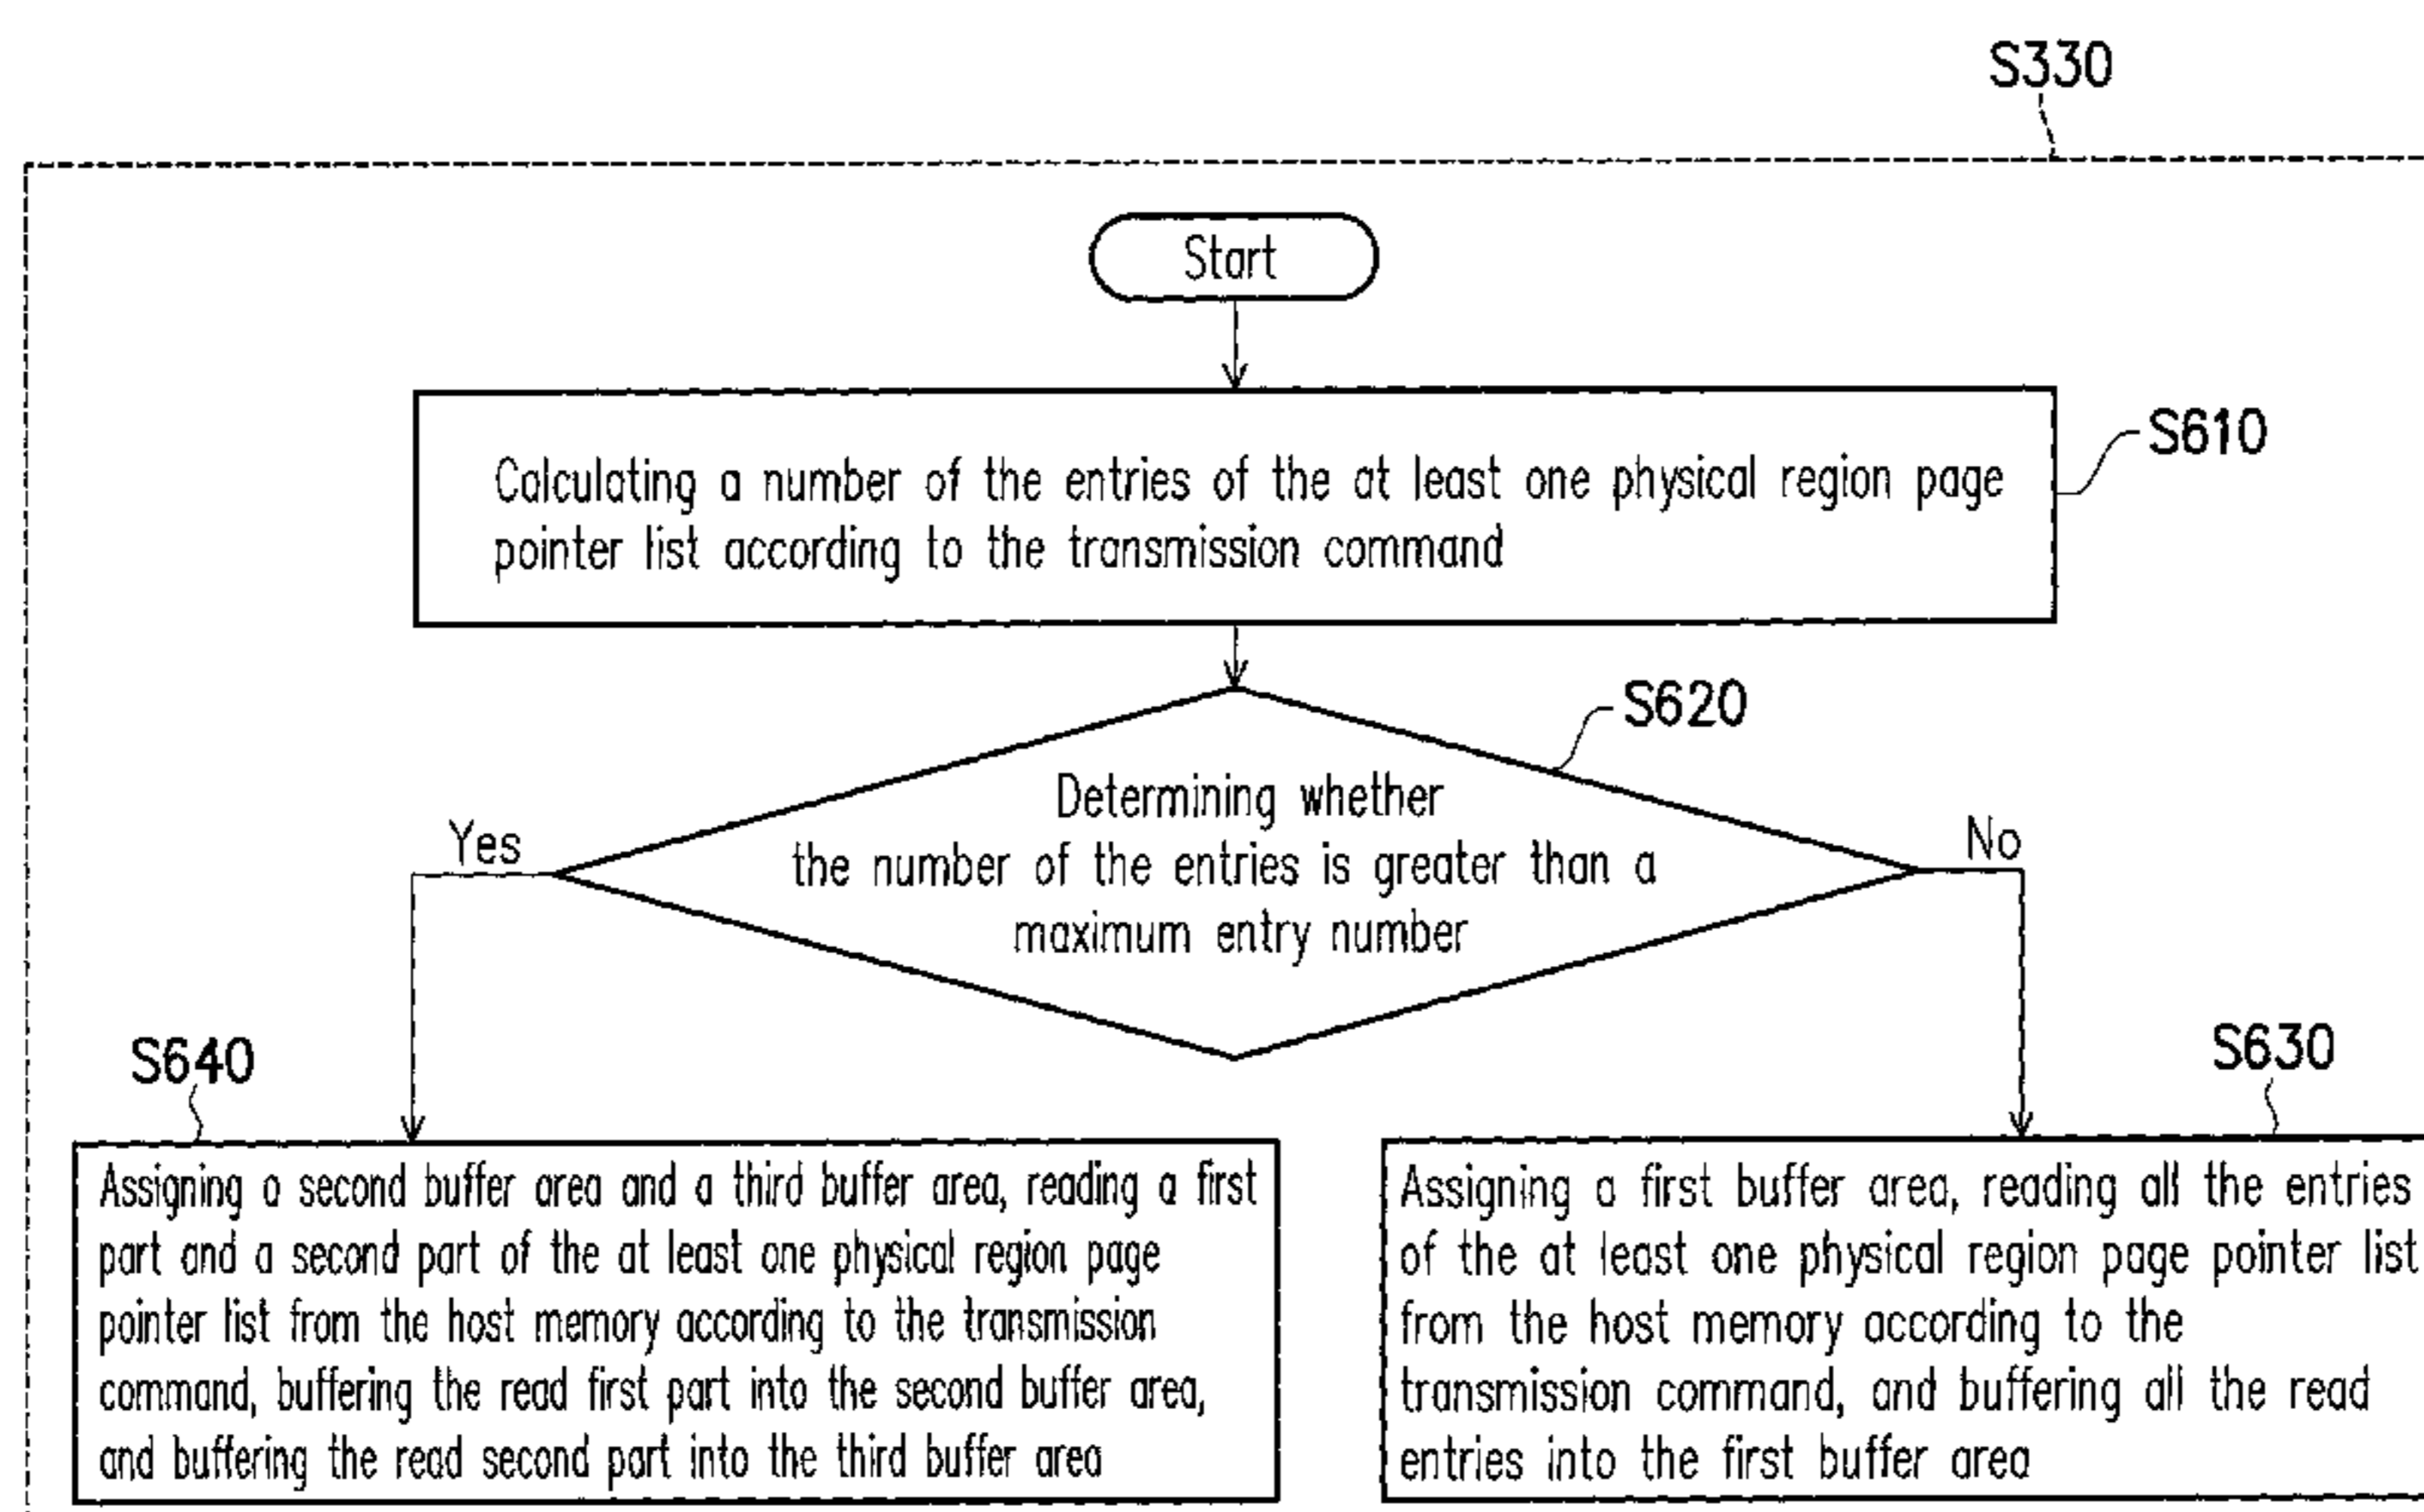 S330
Start
Calculating a number of the entries of the at least one physical region page
pointer list according to the transmission command
S610
S620
Determining whether
the number of the entries is greater than a
maximum entry number
Yes
No
S640
Assigning a second buffer area and a third buffer area, reading a first
part and a second part of the at least one physical region page
pointer list from the host memory according to the transmission
command, buffering the read first part into the second buffer area,
and buffering the read second part into the third buffer area
S630
Assigning a first buffer area, reading all the entries
of the at least one physical region page pointer list
from the host memory according to the
transmission command, and buffering all the read
entries into the first buffer area